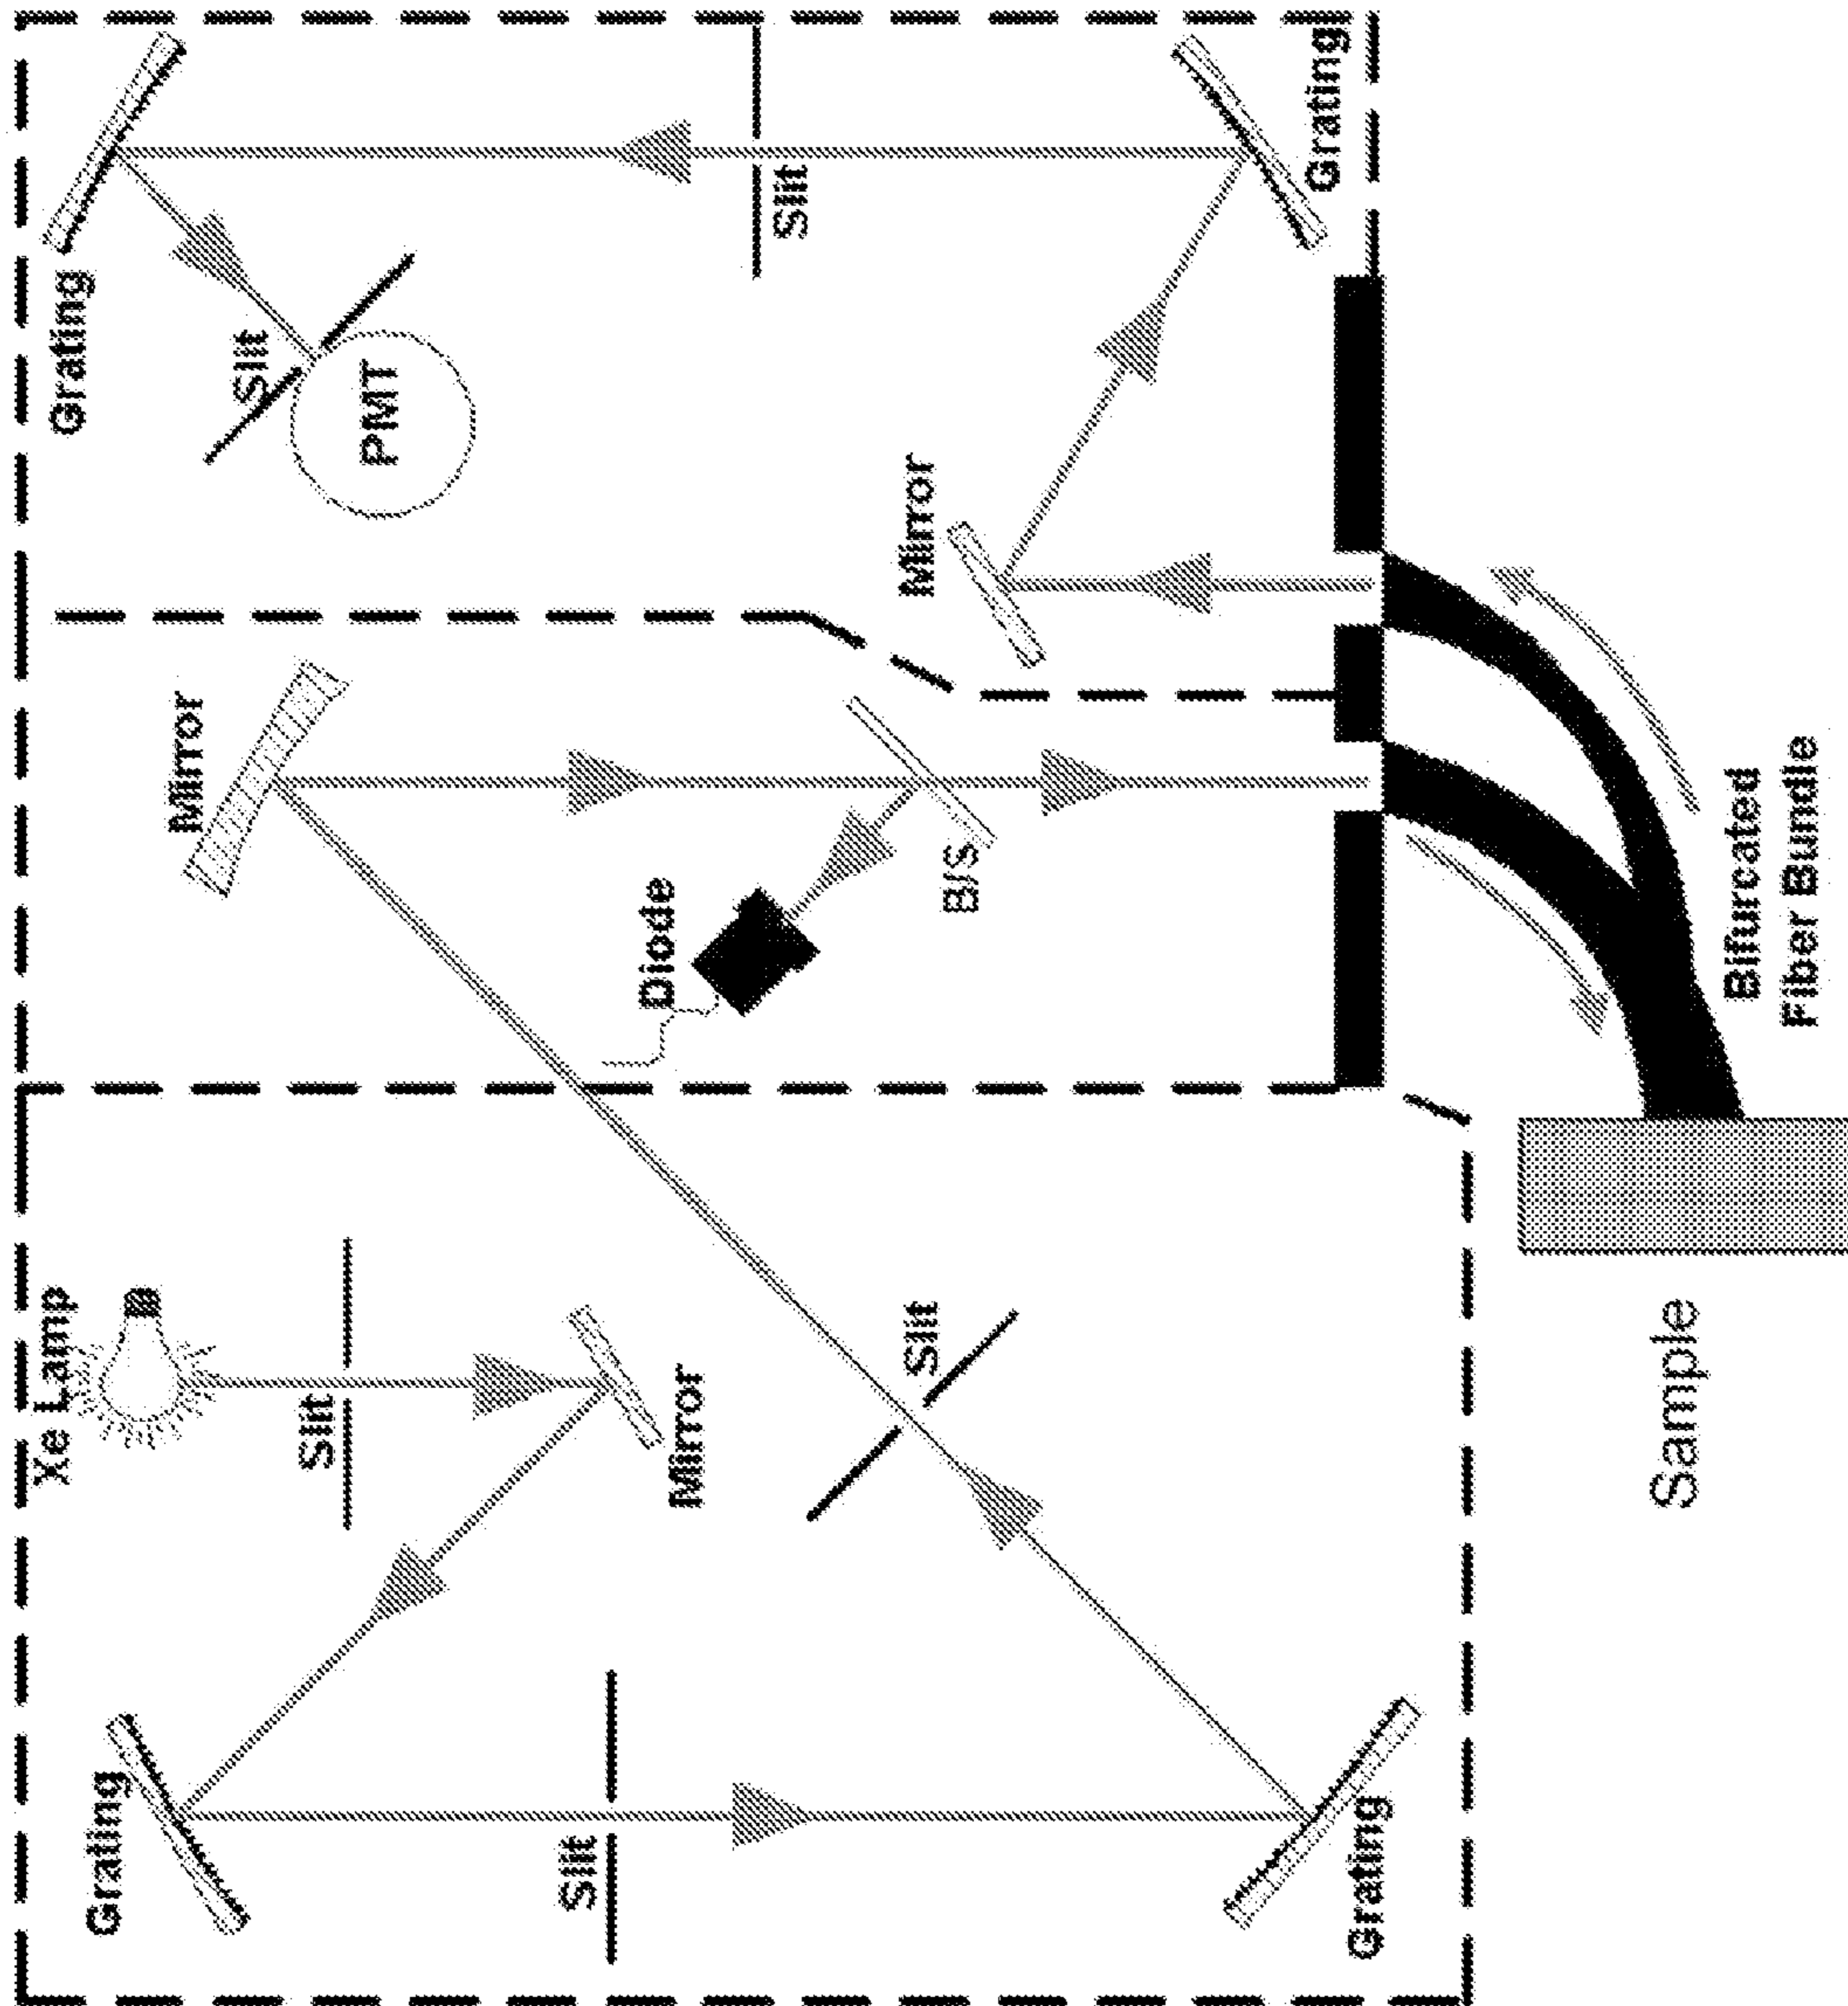 Xe Lamp
Slit
Mirror
Grating
Slit
Grating
Slit
Mirror
Diode
B/S
Mirror
Grating
Slit
Grating
Slit
PMT
Bifurcated
Fiber Bundle
Sample